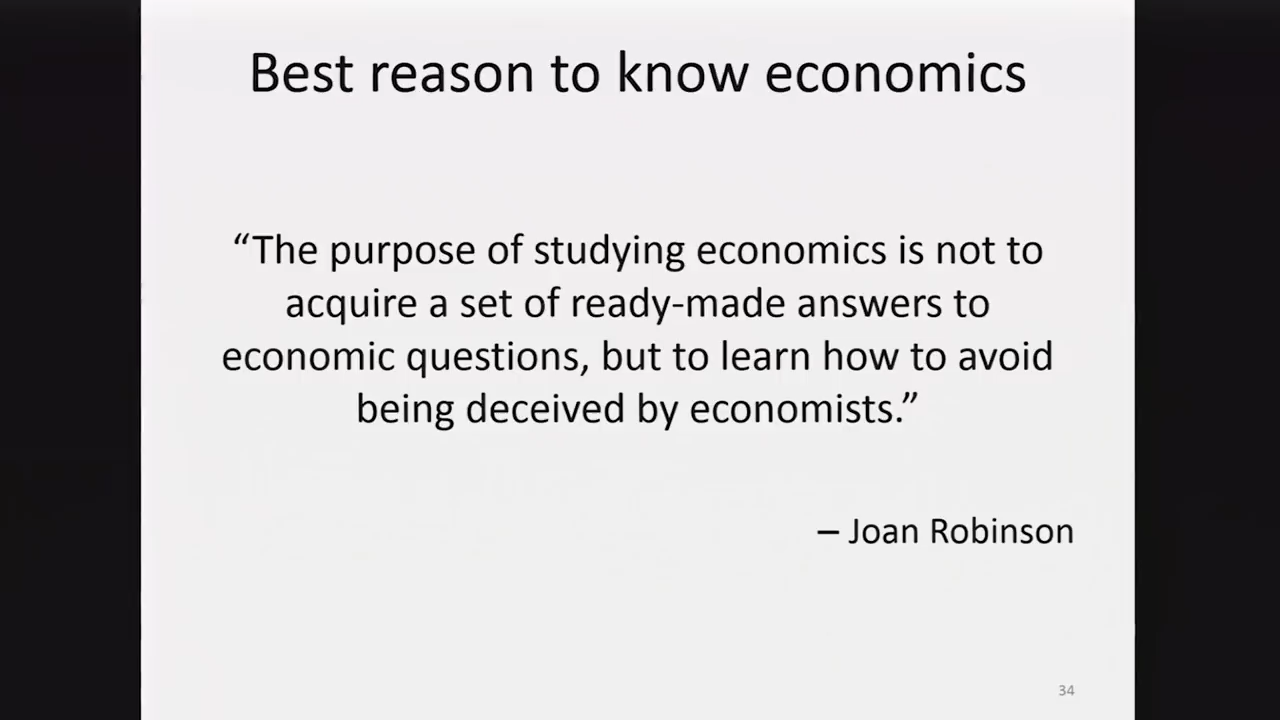 Best reason to know economics
“The purpose of studying economics is not to
acquire a set of ready-made answers to
economic questions, but to learn how to avoid
being deceived by economists.”
– Joan Robinson
34